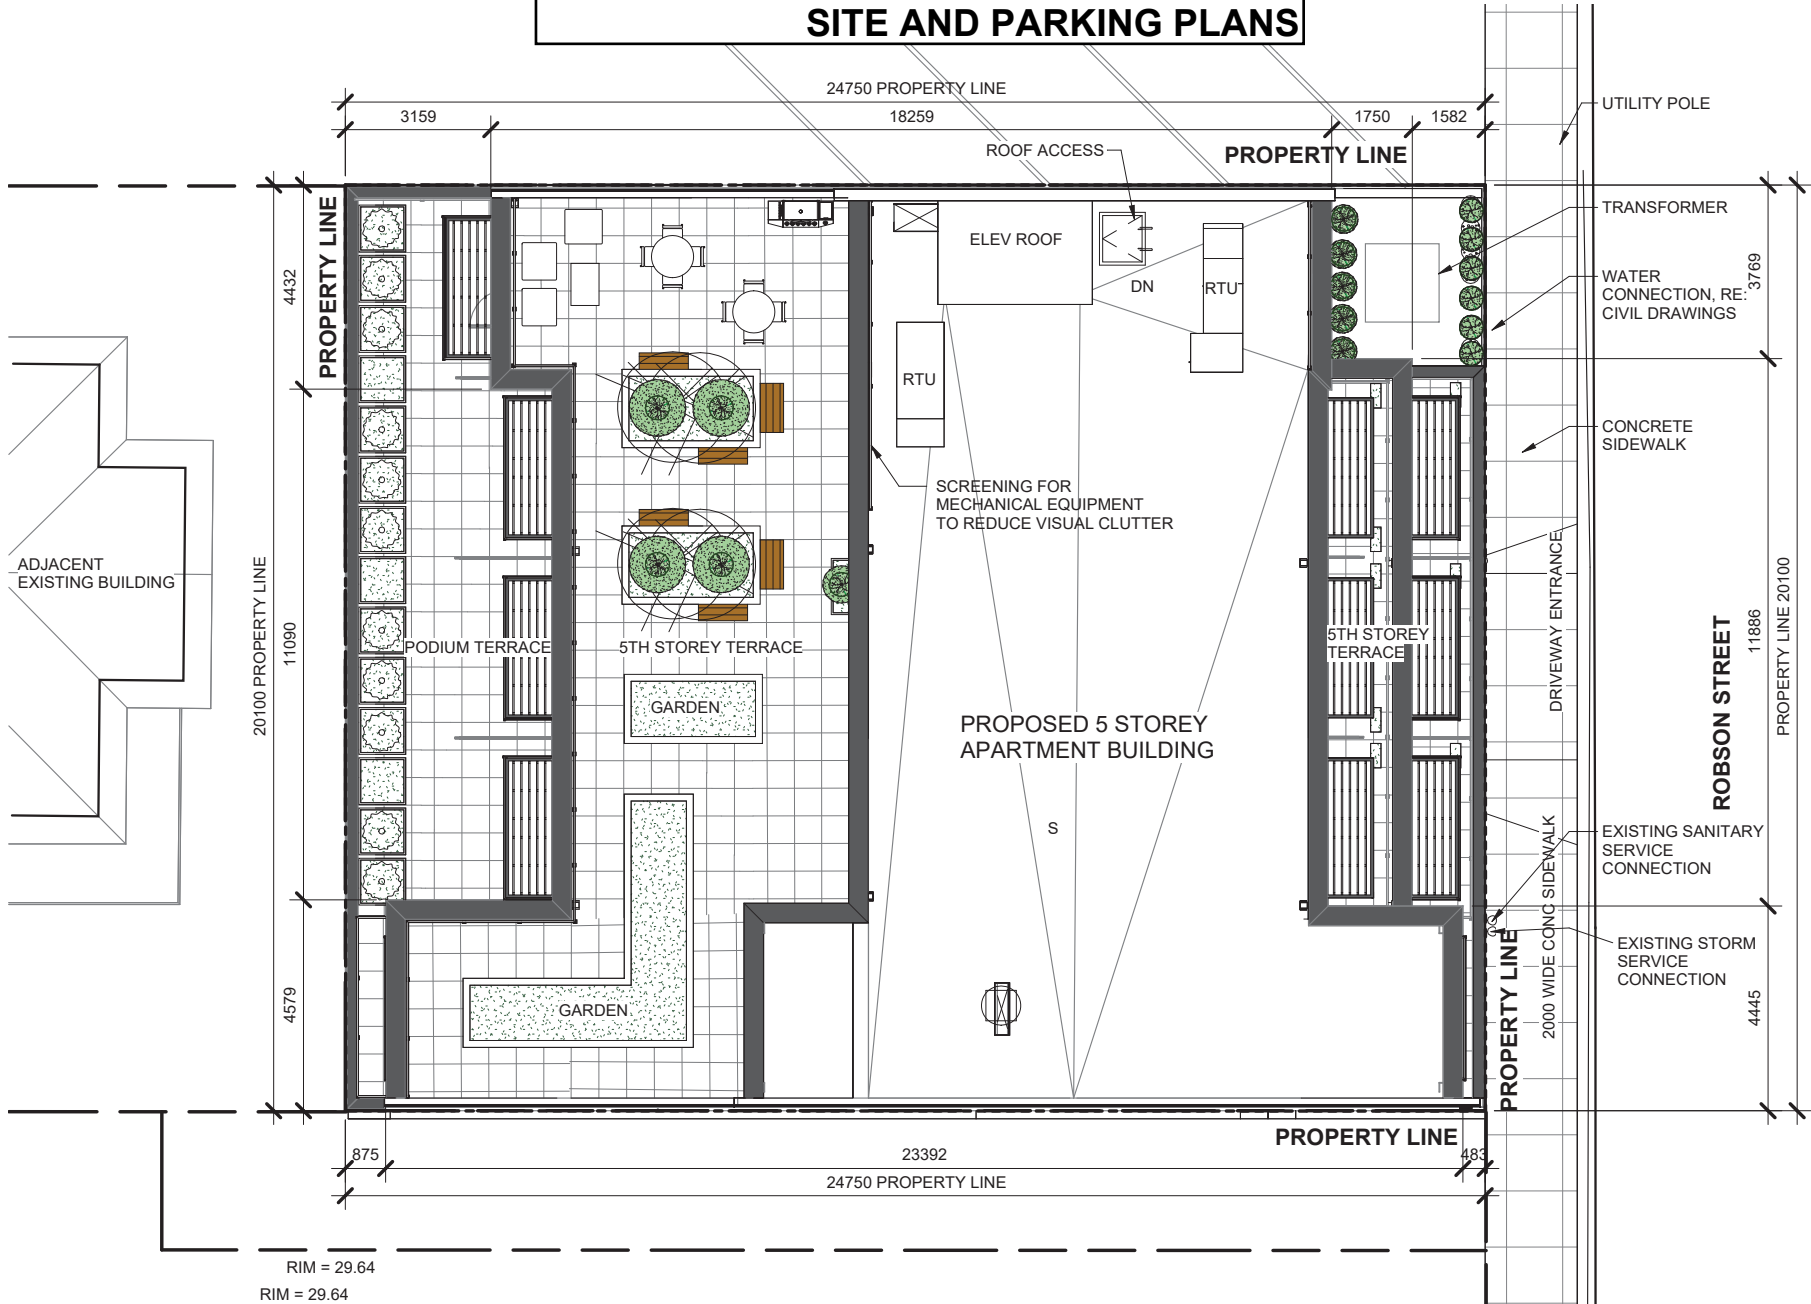 SITE AND PARKING PLANS
24750 PROPERTY LINE
3159
18259
1750
1582
UTILITY POLE
ROOF ACCESS
PROPERTY LINE
PROPERTY LINE
4432
ELEV ROOF
DN
RTU
TRANSFORMER
WATER
CONNECTION, RE:
CIVIL DRAWINGS
3769
RTU
CONCRETE
SIDEWALK
SCREENING FOR
MECHANICAL EQUIPMENT
TO REDUCE VISUAL CLUTTER
ADJACENT
EXISTING BUILDING
20100 PROPERTY LINE
11090
PODIUM TERRACE
5TH STOREY TERRACE
5TH STOREY
TERRACE
DRIVEWAY ENTRANCE
ROBSON STREET
11886
PROPERTY LINE 20100
GARDEN
PROPOSED 5 STOREY
APARTMENT BUILDING
S
2000 WIDE CONC SIDEWALK
EXISTING SANITARY
SERVICE
CONNECTION
EXISTING STORM
SERVICE
CONNECTION
4579
GARDEN
PROPERTY LINE
4445
PROPERTY LINE
875
23392
483
24750 PROPERTY LINE
RIM = 29.64
RIM = 29.64